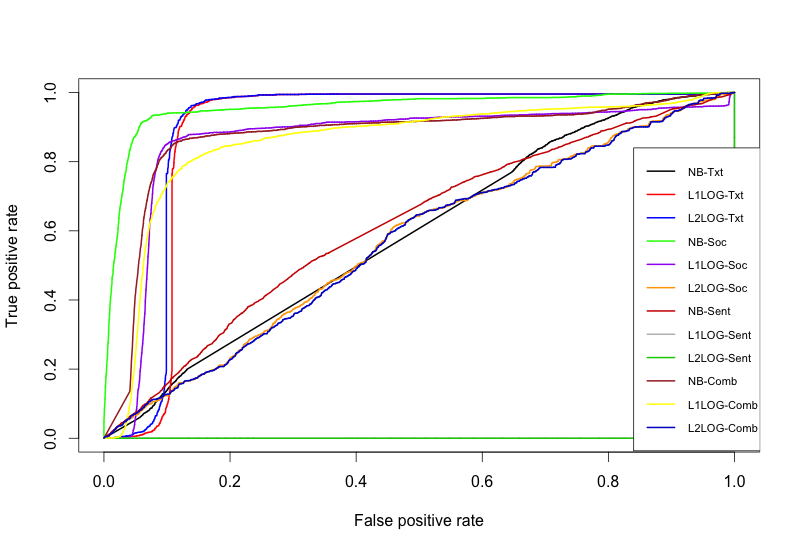 True positive rate
1.0
0.8
0.6
0.4
0.2
0.0
NB-Txt
L1LOG-Txt
L2LOG-Txt
NB-Soc
L1LOG-Soc
L2LOG-Soc
NB-Sent
L1LOG-Sent
L2LOG-Sent
NB-Comb
L1LOG-Comb
L2LOG-Comb
0.0 0.2 0.4 0.6 0.8 1.0
False positive rate